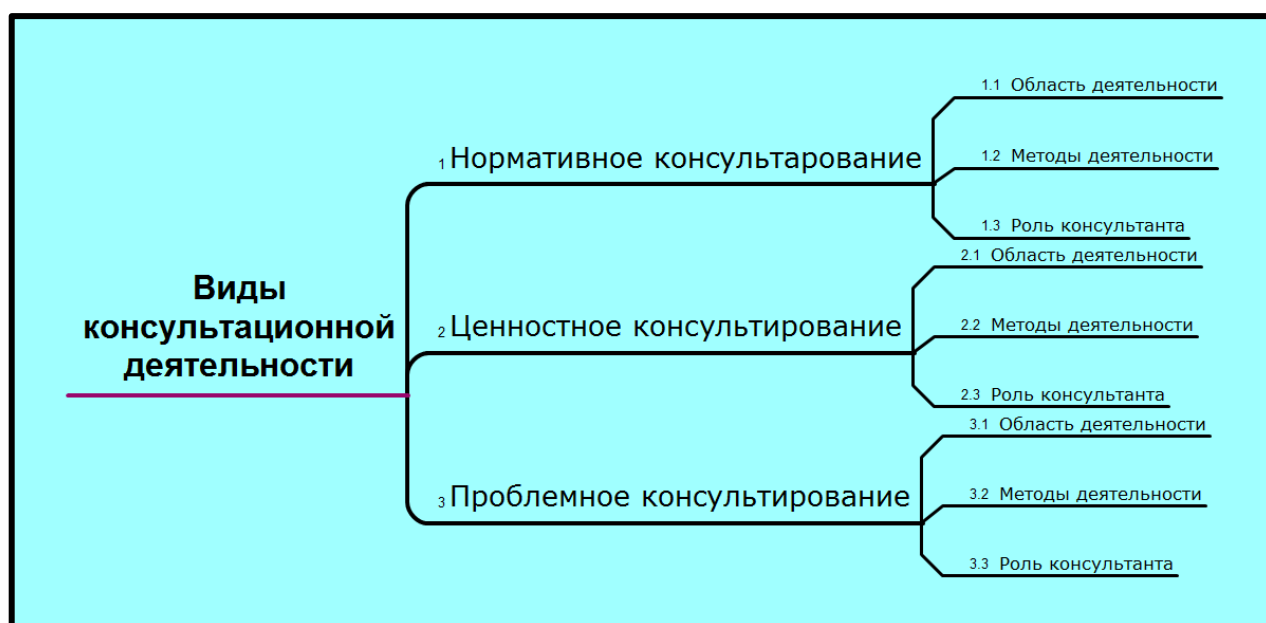 Виды
консультационной
деятельности
1 Нормативное консультарование
1.1 Область деятельности
1.2 Методы деятельности
1.3 Роль консультанта
2 Ценностное консультирование
2.1 Область деятельности
2.2 Методы деятельности
2.3 Роль консультанта
3 Проблемное консультирование
3.1 Область деятельности
3.2 Методы деятельности
3.3 Роль консультанта